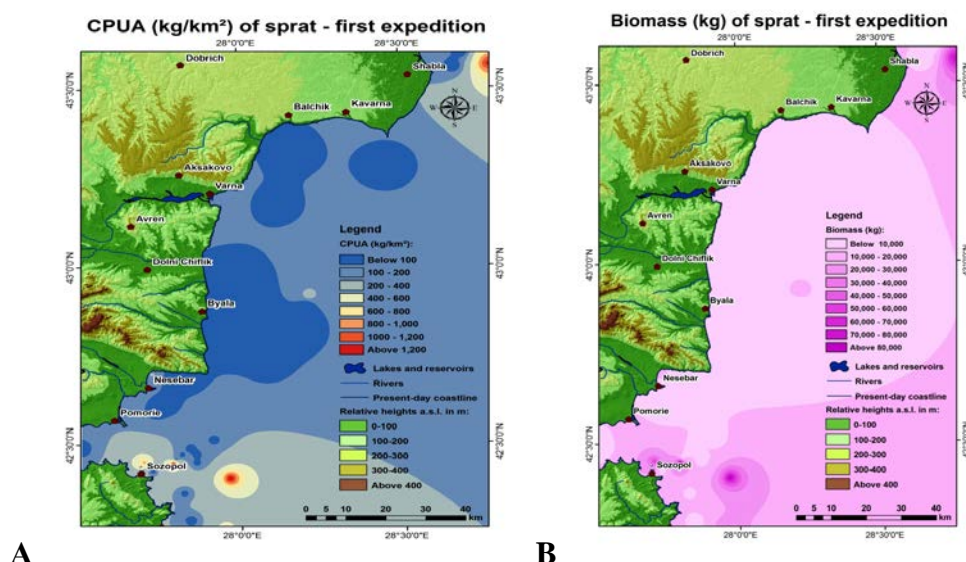 CPUA (kg/km²) of sprat - first expedition
28°0'0"E
28°30'0"E
43°30'0"N
43°0'0"N
42°30'0"N
Dobrich
Shabla
N
W
E
S
Balchik
Kavarna
Aksakovo
Varna
Avren
Dolni Chiflik
Byala
Nesebar
Pomorie
Sozopol
Legend
CPUA (kg/km²):
Below 100
100 - 200
200 - 400
400 - 600
600 - 800
800 - 1,000
1000 - 1,200
Above 1,200
Lakes and reservoirs
Rivers
Present-day coastline
Relative heights a.s.l. in m:
0-100
100-200
200-300
300-400
Above 400
0 5 10 20 30 40
km
28°0'0"E
28°30'0"E
A
Biomass (kg) of sprat - first expedition
28°0'0"E
28°30'0"E
43°30'0"N
43°0'0"N
42°30'0"N
Dobrich
Shabla
N
W
E
S
Balchik
Kavarna
Aksakovo
Varna
Avren
Dolni Chiflik
Byala
Nesebar
Pomorie
Sozopol
Legend
Biomass (kg):
Below 10,000
10,000 - 20,000
20,000 - 30,000
30,000 - 40,000
40,000 - 50,000
50,000 - 60,000
60,000 - 70,000
70,000 - 80,000
Above 80,000
Lakes and reservoirs
Rivers
Present-day coastline
Relative heights a.s.l. in m:
0-100
100-200
200-300
300-400
Above 400
0 5 10 20 30 40
km
28°0'0"E
28°30'0"E
B